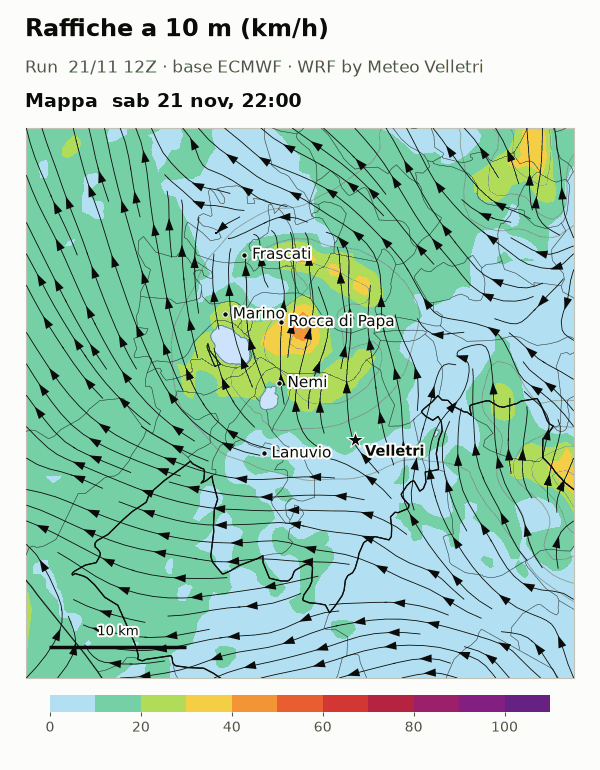 Raffiche a 10 m (km/h)
Run  21/11 12Z · base ECMWF · WRF by Meteo Velletri
Mappa  sab 21 nov, 22:00
Frascati
Marino
Rocca di Papa
Nemi
Velletri
Lanuvio
10 km
0 20 40 60 80 100